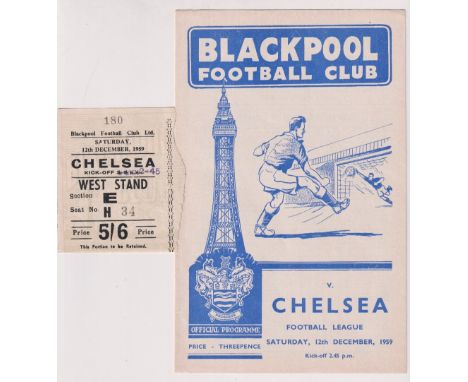 180
Blackpool Football Club Ltd.
SATURDAY,
12th DECEMBER, 1959
CHELSEA
KICK-OFF 2-45
WEST STAND
Section E
Seat No. H 34
Price 5/6 Price
This Portion to be Retained.
BLACKPOOL
FOOTBALL CLUB
OFFICIAL PROGRAMME
PRICE - THREEPENCE
V.
CHELSEA
FOOTBALL LEAGUE
SATURDAY, 12th DECEMBER, 1959
Kick-off 2.45 p.m.